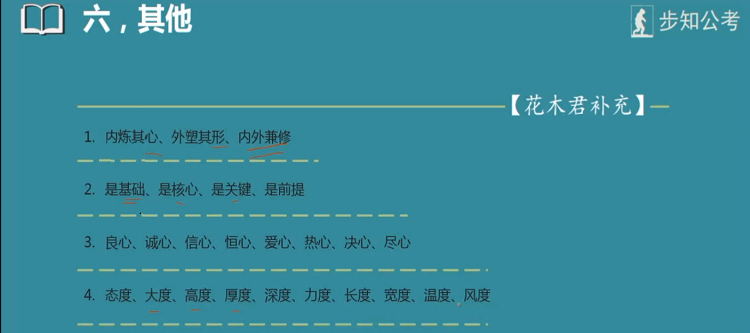 六，其他
步知公考
【花木君补充】
1. 内炼其心、外塑其形、内外兼修
2. 是基础、是核心、是关键、是前提
3. 良心、诚心、信心、恒心、爱心、热心、决心、尽心
4. 态度、大度、高度、厚度、深度、力度、长度、宽度、温度、风度